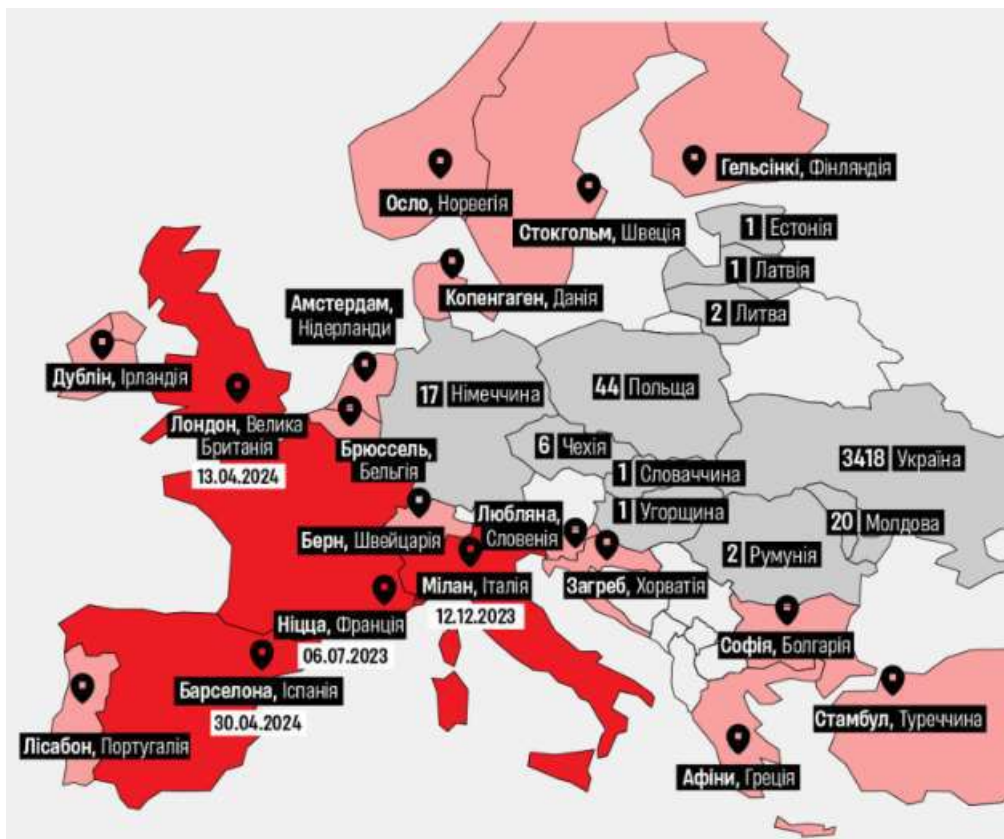 Гельсінкі, Фінляндія
Осло, Норвегія
Стокгольм, Швеція
1 Естонія
1 Латвія
2 Литва
Копенгаген, Данія
Амстердам,
Нідерланди
Дублін, Ірландія
17 Німеччина
44 Польща
Лондон, Велика
Британія
13.04.2024
Брюссель,
Бельгія
6 Чехія
1 Словаччина
3418 Україна
1 Угорщина
20 Молдова
Любляна,
Словенія
Берн, Швейцарія
2 Румунія
Мілан, Італія
12.12.2023
Загреб, Хорватія
Ніцца, Франція
06.07.2023
Софія, Болгарія
Барселона, Іспанія
30.04.2024
Стамбул, Туреччина
Лісабон, Португалія
Афіни, Греція